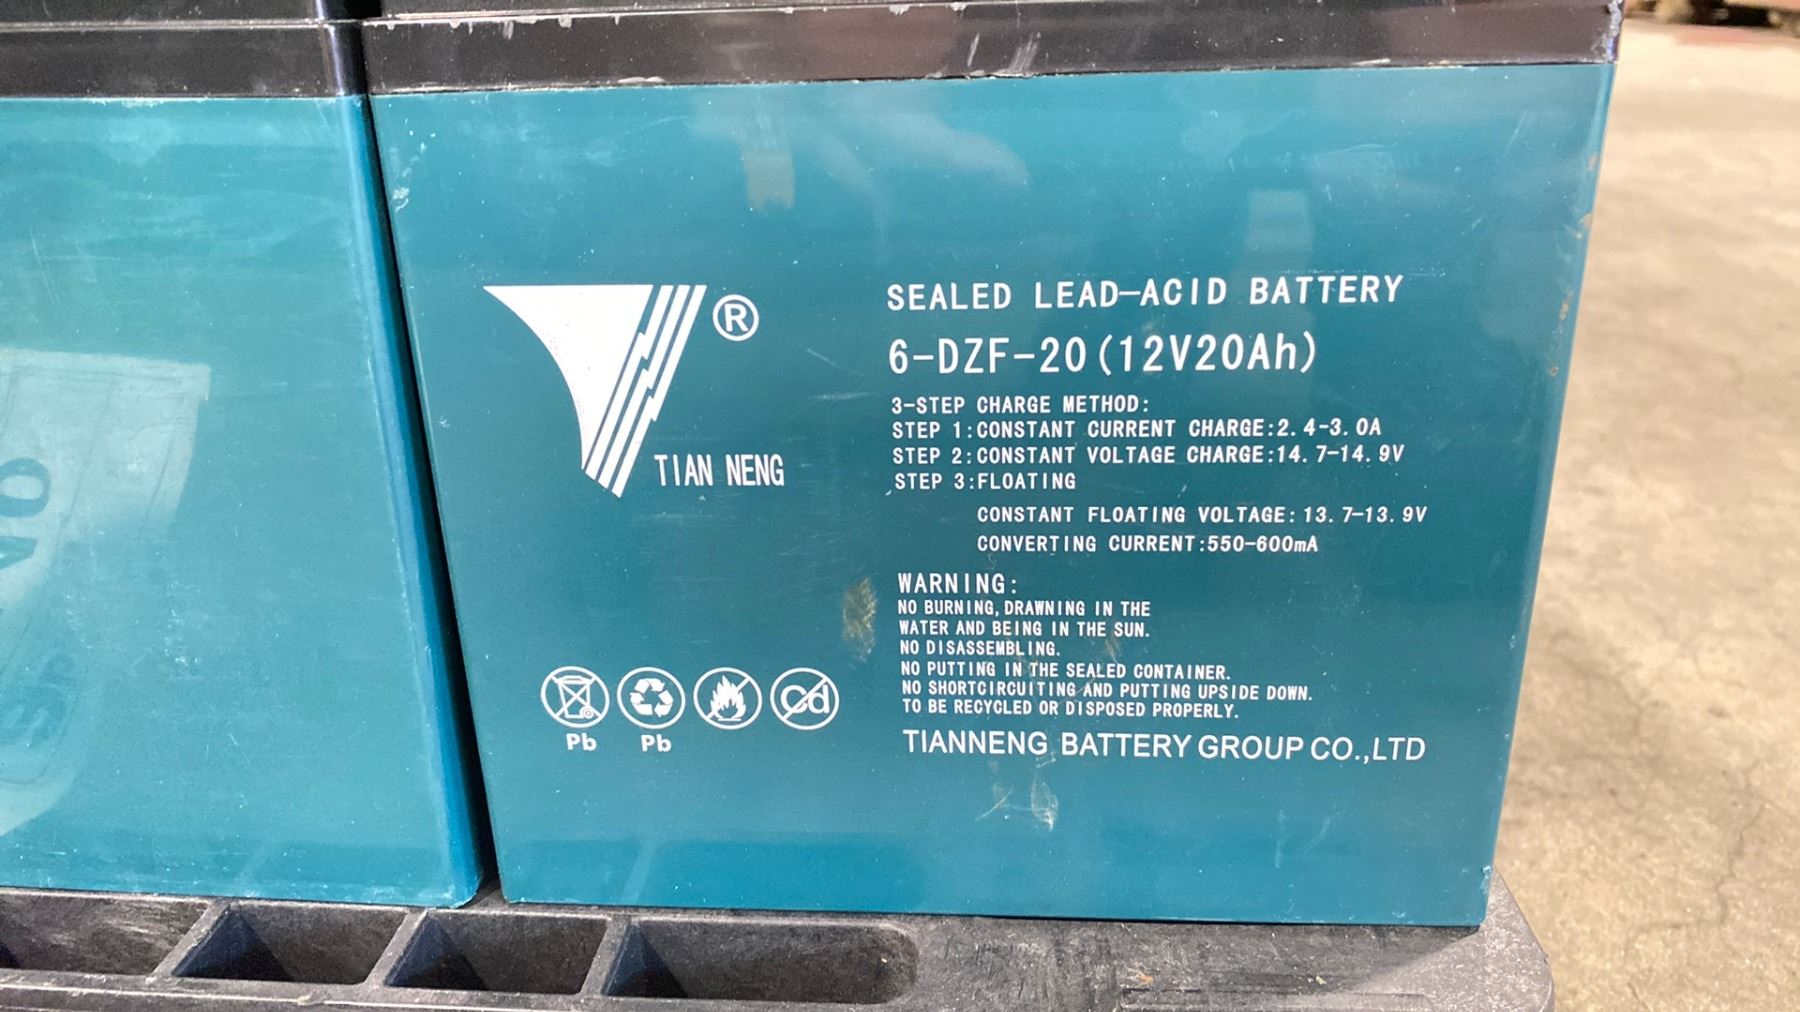 ®
TIAN NENG
SEALED LEAD-ACID BATTERY
6-DZF-20(12V20Ah)
3-STEP CHARGE METHOD:
STEP 1:CONSTANT CURRENT CHARGE:2.4-3.0A
STEP 2:CONSTANT VOLTAGE CHARGE:14.7-14.9V
STEP 3:FLOATING
CONSTANT FLOATING VOLTAGE:13.7-13.9V
CONVERTING CURRENT:550-600mA
WARNING:
NO BURNING,DRAWNING IN THE
WATER AND BEING IN THE SUN.
NO DISASSEMBLING.
NO PUTTING IN THE SEALED CONTAINER.
NO SHORTCIRCUITING AND PUTTING UPSIDE DOWN.
TO BE RECYCLED OR DISPOSED PROPERLY.
TIANNENG BATTERY GROUP CO.,LTD
Cd
Pb Pb